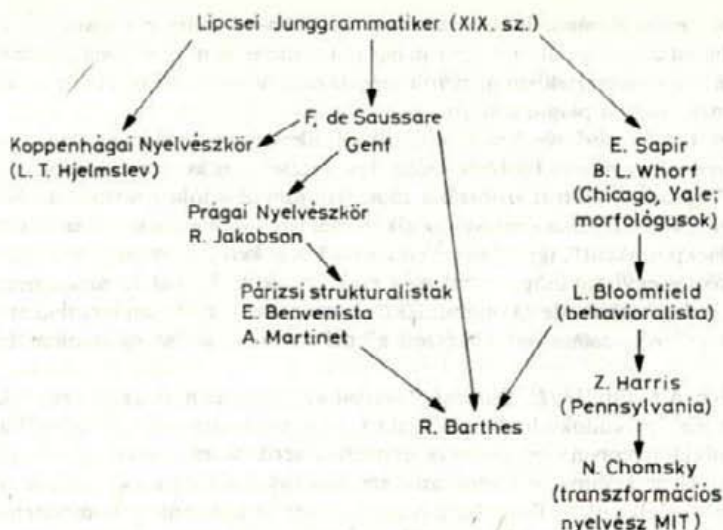 Lipcsei Junggrammatiker (XIX. sz.)
F. de Saussare
Genf
Koppenhágai Nyelvészkör
(L. T. Hjelmslev)
E. Sapir
B. L. Whorf
(Chicago, Yale;
morfológusok)
Prágai Nyelvészkör
R. Jakobson
Párizsi strukturalisták
E. Benvenista
A. Martinet
L. Bloomfield
(behavioralista)
Z. Harris
(Pennsylvania)
R. Barthes
N. Chomsky
(transzformációs
nyelvész MIT)